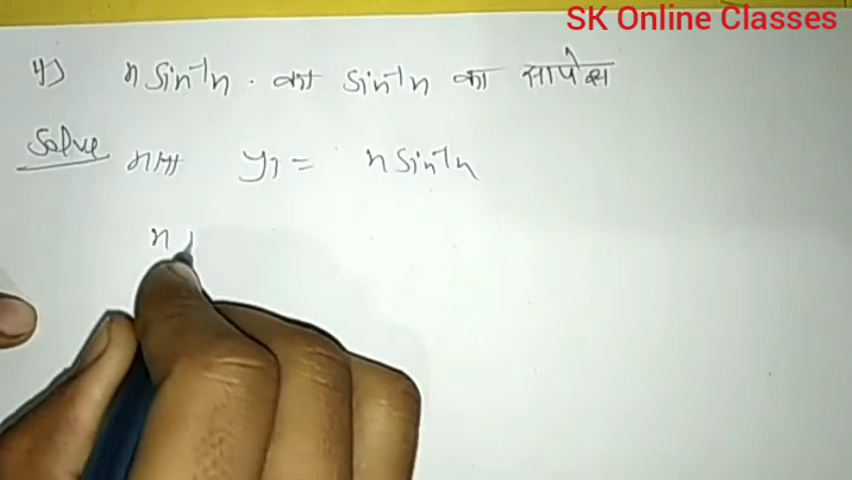 SK Online Classes
4) x sin⁻¹x . का sin⁻¹x का सापेक्ष
Solve माना y₁ = x sin⁻¹x
x